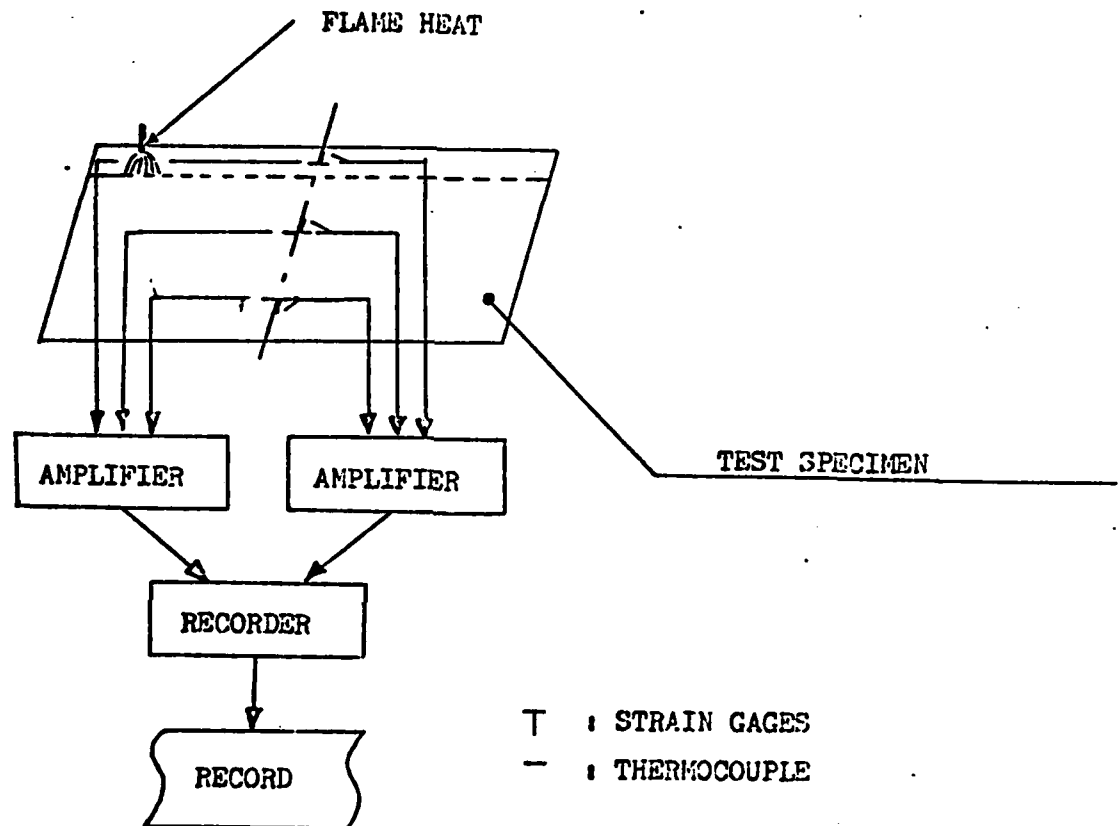 FLAME HEAT
AMPLIFIER
AMPLIFIER
TEST SPECIMEN
RECORDER
RECORD
T : STRAIN GAGES
— : THERMOCOUPLE